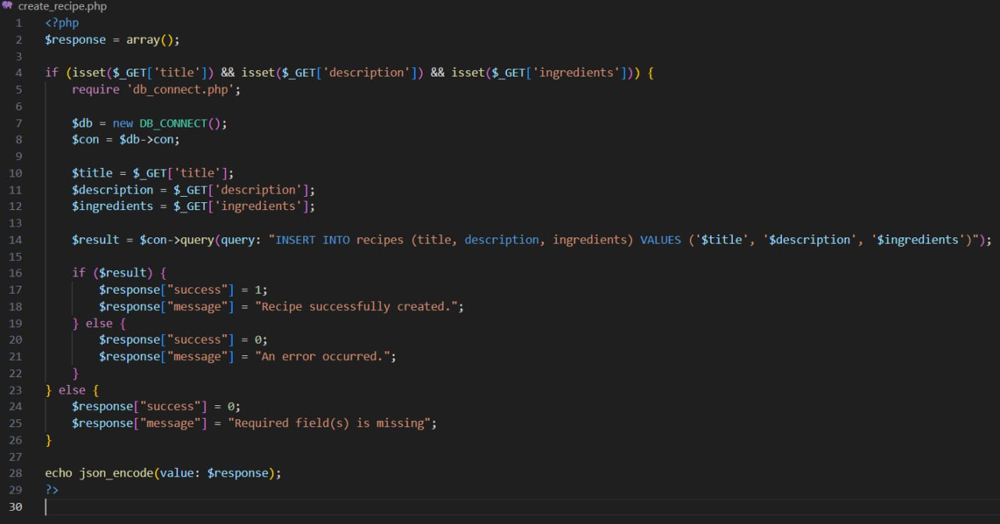 create_recipe.php
1 <?php
2 $response = array();
3
4 if (isset($_GET['title']) && isset($_GET['description']) && isset($_GET['ingredients'])) {
5     require 'db_connect.php';
6
7     $db = new DB_CONNECT();
8     $con = $db->con;
9
10     $title = $_GET['title'];
11     $description = $_GET['description'];
12     $ingredients = $_GET['ingredients'];
13
14     $result = $con->query(query: "INSERT INTO recipes (title, description, ingredients) VALUES ('$title', '$description', '$ingredients')");
15
16     if ($result) {
17         $response["success"] = 1;
18         $response["message"] = "Recipe successfully created.";
19     } else {
20         $response["success"] = 0;
21         $response["message"] = "An error occurred.";
22     }
23 } else {
24     $response["success"] = 0;
25     $response["message"] = "Required field(s) is missing";
26 }
27
28 echo json_encode(value: $response);
29 ?>
30